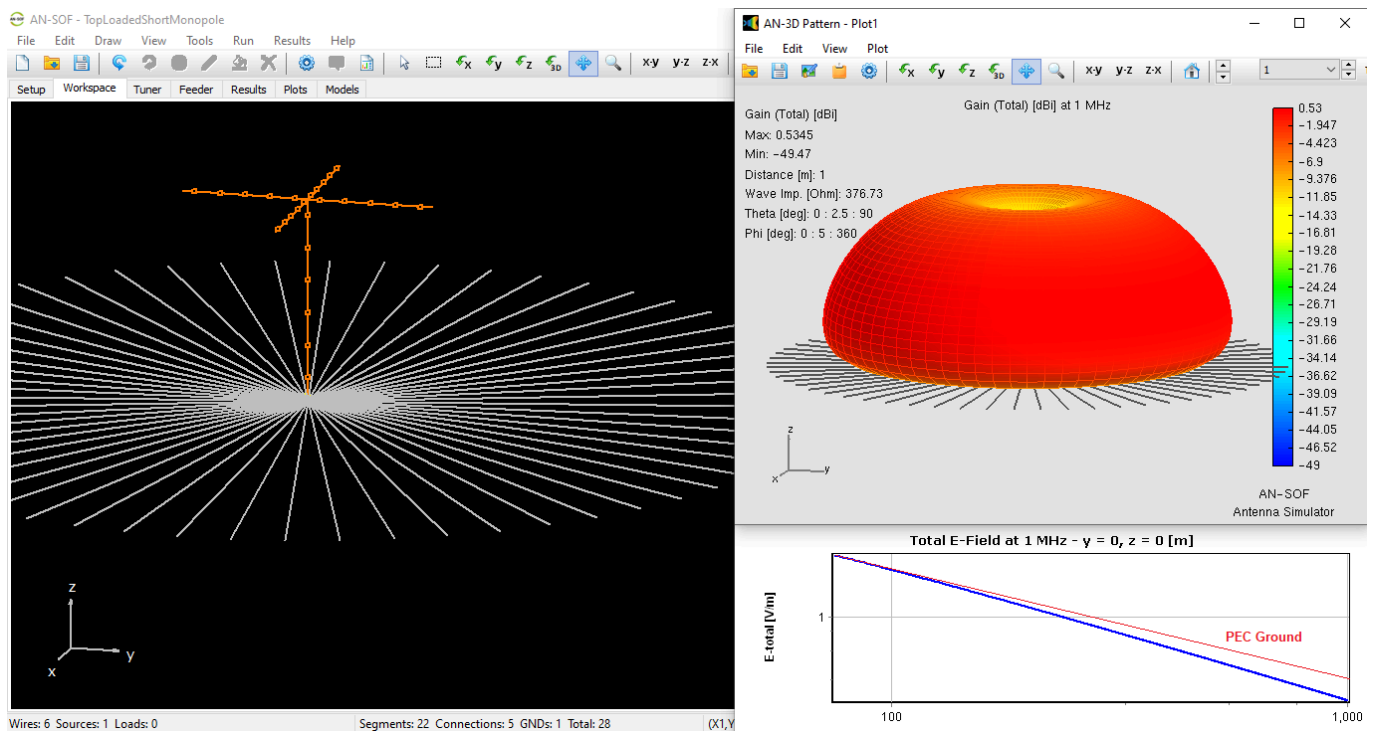 AN-SOF - TopLoadedShortMonopole
File Edit Draw View Tools Run Results Help
3D
x-y y-z z-x
Setup Workspace Tuner Feeder Results Plots Models
z
y
x
Wires: 6 Sources: 1 Loads: 0
Segments: 22 Connections: 5 GNDs: 1 Total: 28
(X1,Y
AN-3D Pattern - Plot1
File Edit View Plot
x y z 3D x-y y-z z-x 1
Gain (Total) [dBi] at 1 MHz
Gain (Total) [dBi]
Max: 0.5345
Min: -49.47
Distance [m]: 1
Wave Imp. [Ohm]: 376.73
Theta [deg]: 0 : 2.5 : 90
Phi [deg]: 0 : 5 : 360
0.53
-1.947
-4.423
-6.9
-9.376
-11.85
-14.33
-16.81
-19.28
-21.76
-24.24
-26.71
-29.19
-31.66
-34.14
-36.62
-39.09
-41.57
-44.05
-46.52
-49
z
y
x
AN-SOF
Antenna Simulator
Total E-Field at 1 MHz - y = 0, z = 0 [m]
E-total [V/m]
1
PEC Ground
100
1,000